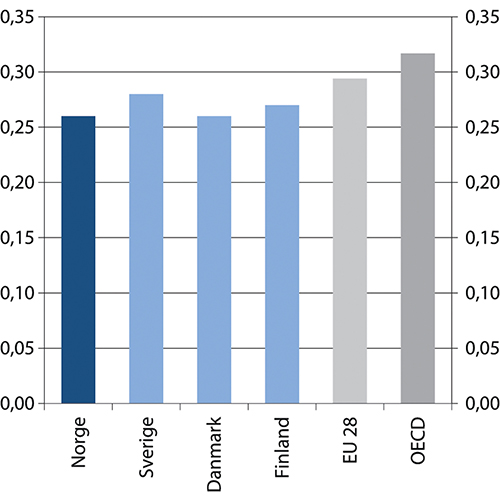 0,35 0,35
0,30 0,30
0,25 0,25
0,20 0,20
0,15 0,15
0,10 0,10
0,05 0,05
0,00 0,00
Norge
Sverige
Danmark
Finland
EU 28
OECD